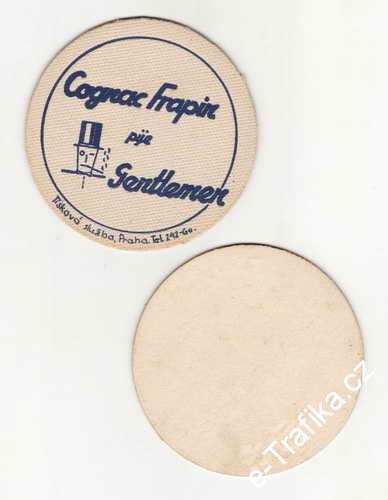 Cognac Frapin
pije
Gentlemen
Tisková služba, Praha. Tel. 242-60.
e-Trafika.cz